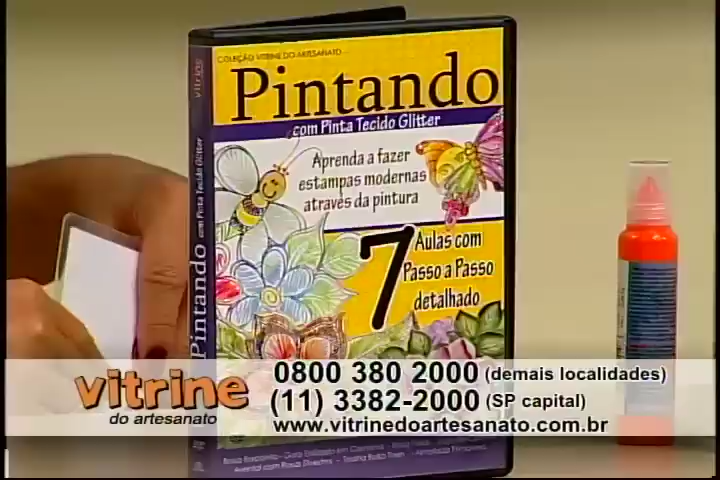 COLEÇÃO VITRINE DO ARTESANATO
Pintando
com Pinta Tecido Glitter
Aprenda a fazer
estampas modernas
através da pintura
7
Aulas com
Passo a Passo
detalhado
vitrine
Pintando com Pinta Tecido Glitter
vitrine
do artesanato
0800 380 2000 (demais localidades)
(11) 3382-2000 (SP capital)
www.vitrinedoartesanato.com.br